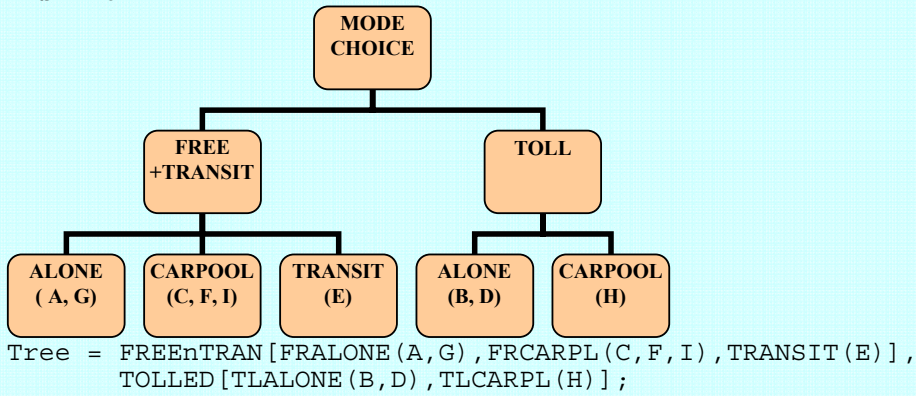 MODE
CHOICE
FREE
+TRANSIT
TOLL
ALONE
( A, G)
CARPOOL
(C, F, I)
TRANSIT
(E)
ALONE
(B, D)
CARPOOL
(H)
Tree = FREEnTRAN[FRALONE(A,G),FRCARPL(C,F,I),TRANSIT(E)],
TOLLED[TLALONE(B,D),TLCARPL(H)];